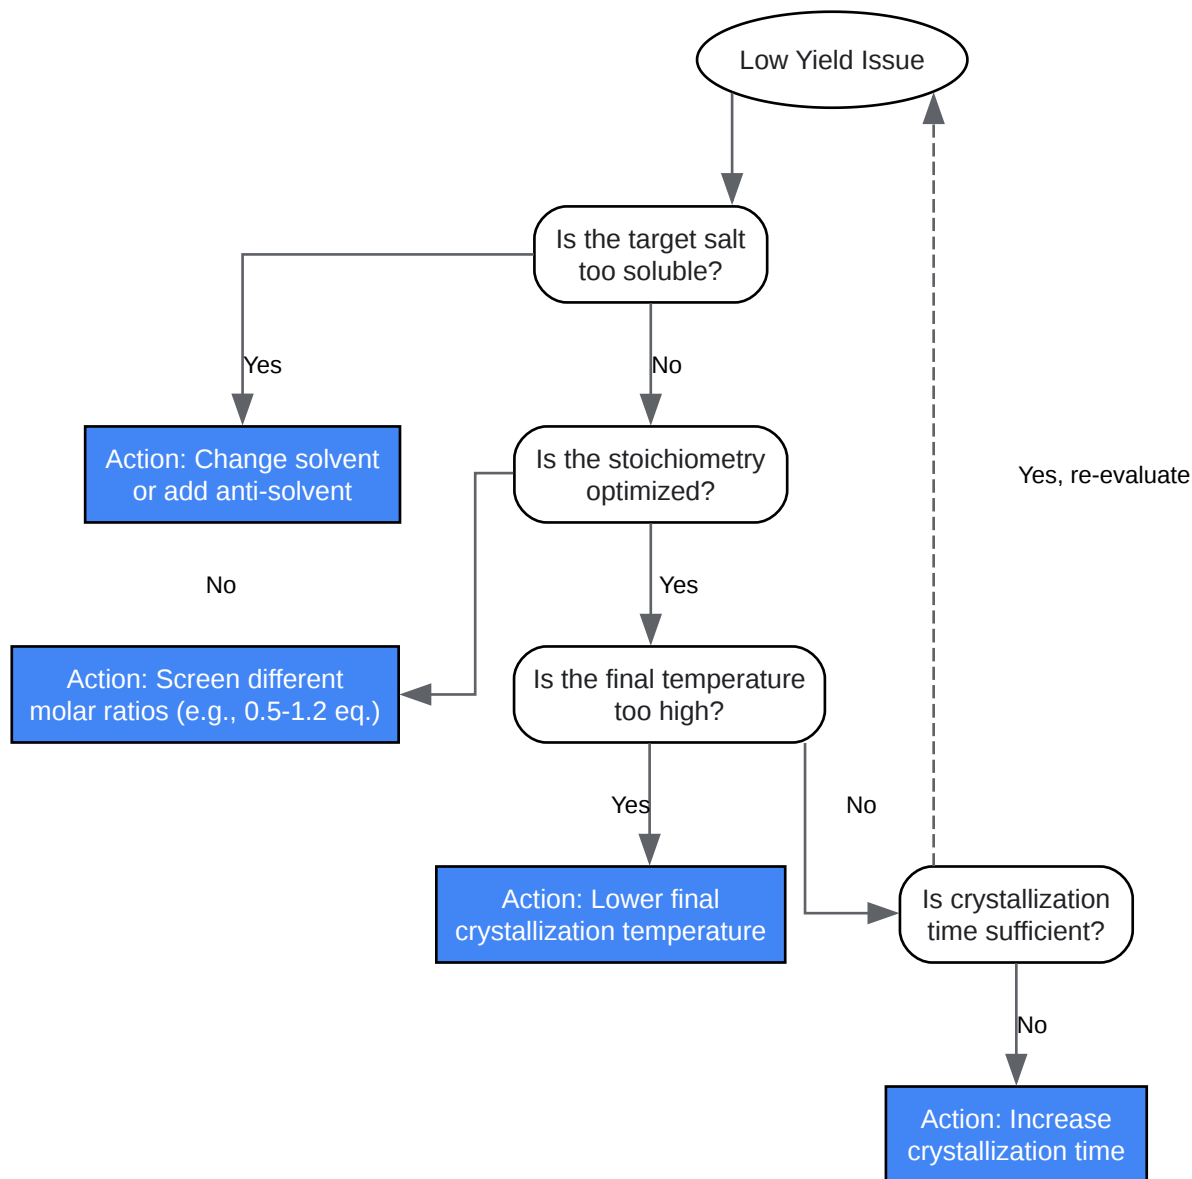 Low Yield Issue
Is the target salt
too soluble?
Yes
No
Action: Change solvent
or add anti-solvent
Is the stoichiometry
optimized?
Yes, re-evaluate
No
Yes
Action: Screen different
molar ratios (e.g., 0.5-1.2 eq.)
Is the final temperature
too high?
Yes
No
Action: Lower final
crystallization temperature
Is crystallization
time sufficient?
No
Action: Increase
crystallization time